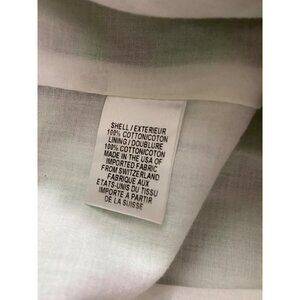 SHELL / EXTERIEUR
100% COTTON/COTON
LINING / DOUBLURE
100% COTTON/COTON
MADE IN THE USA OF
IMPORTED FABRIC
FROM SWITZERLAND
FABRIQUE AUX
ETATS-UNIS DU TISSU
IMPORTE A PARTIR
DE LA SUISSE